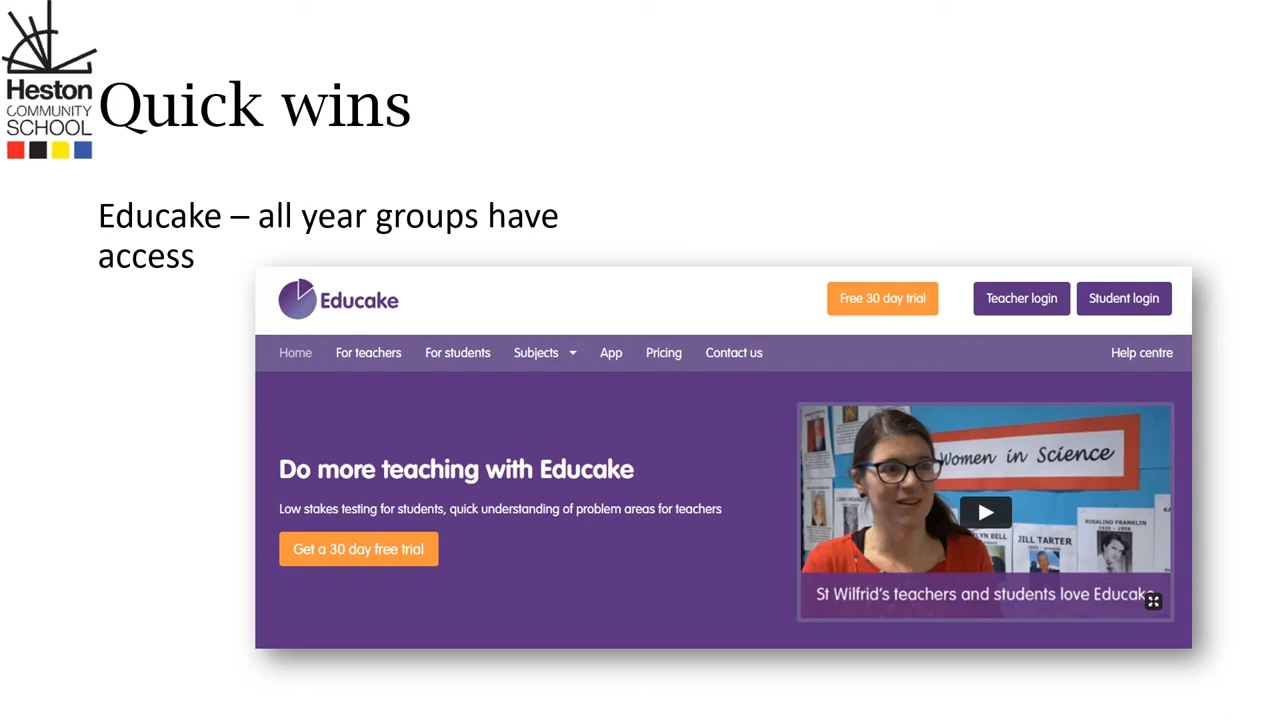 Heston
COMMUNITY
SCHOOL
Quick wins
Educake – all year groups have
access
Educake
Free 30 day trial
Teacher login
Student login
Home
For teachers
For students
Subjects
App
Pricing
Contact us
Help centre
Do more teaching with Educake
Low stakes testing for students, quick understanding of problem areas for teachers
Get a 30 day free trial
Women in Science
ROSALIND FRANKLIN
JILL TARTER
BELL
St Wilfrid's teachers and students love Educake